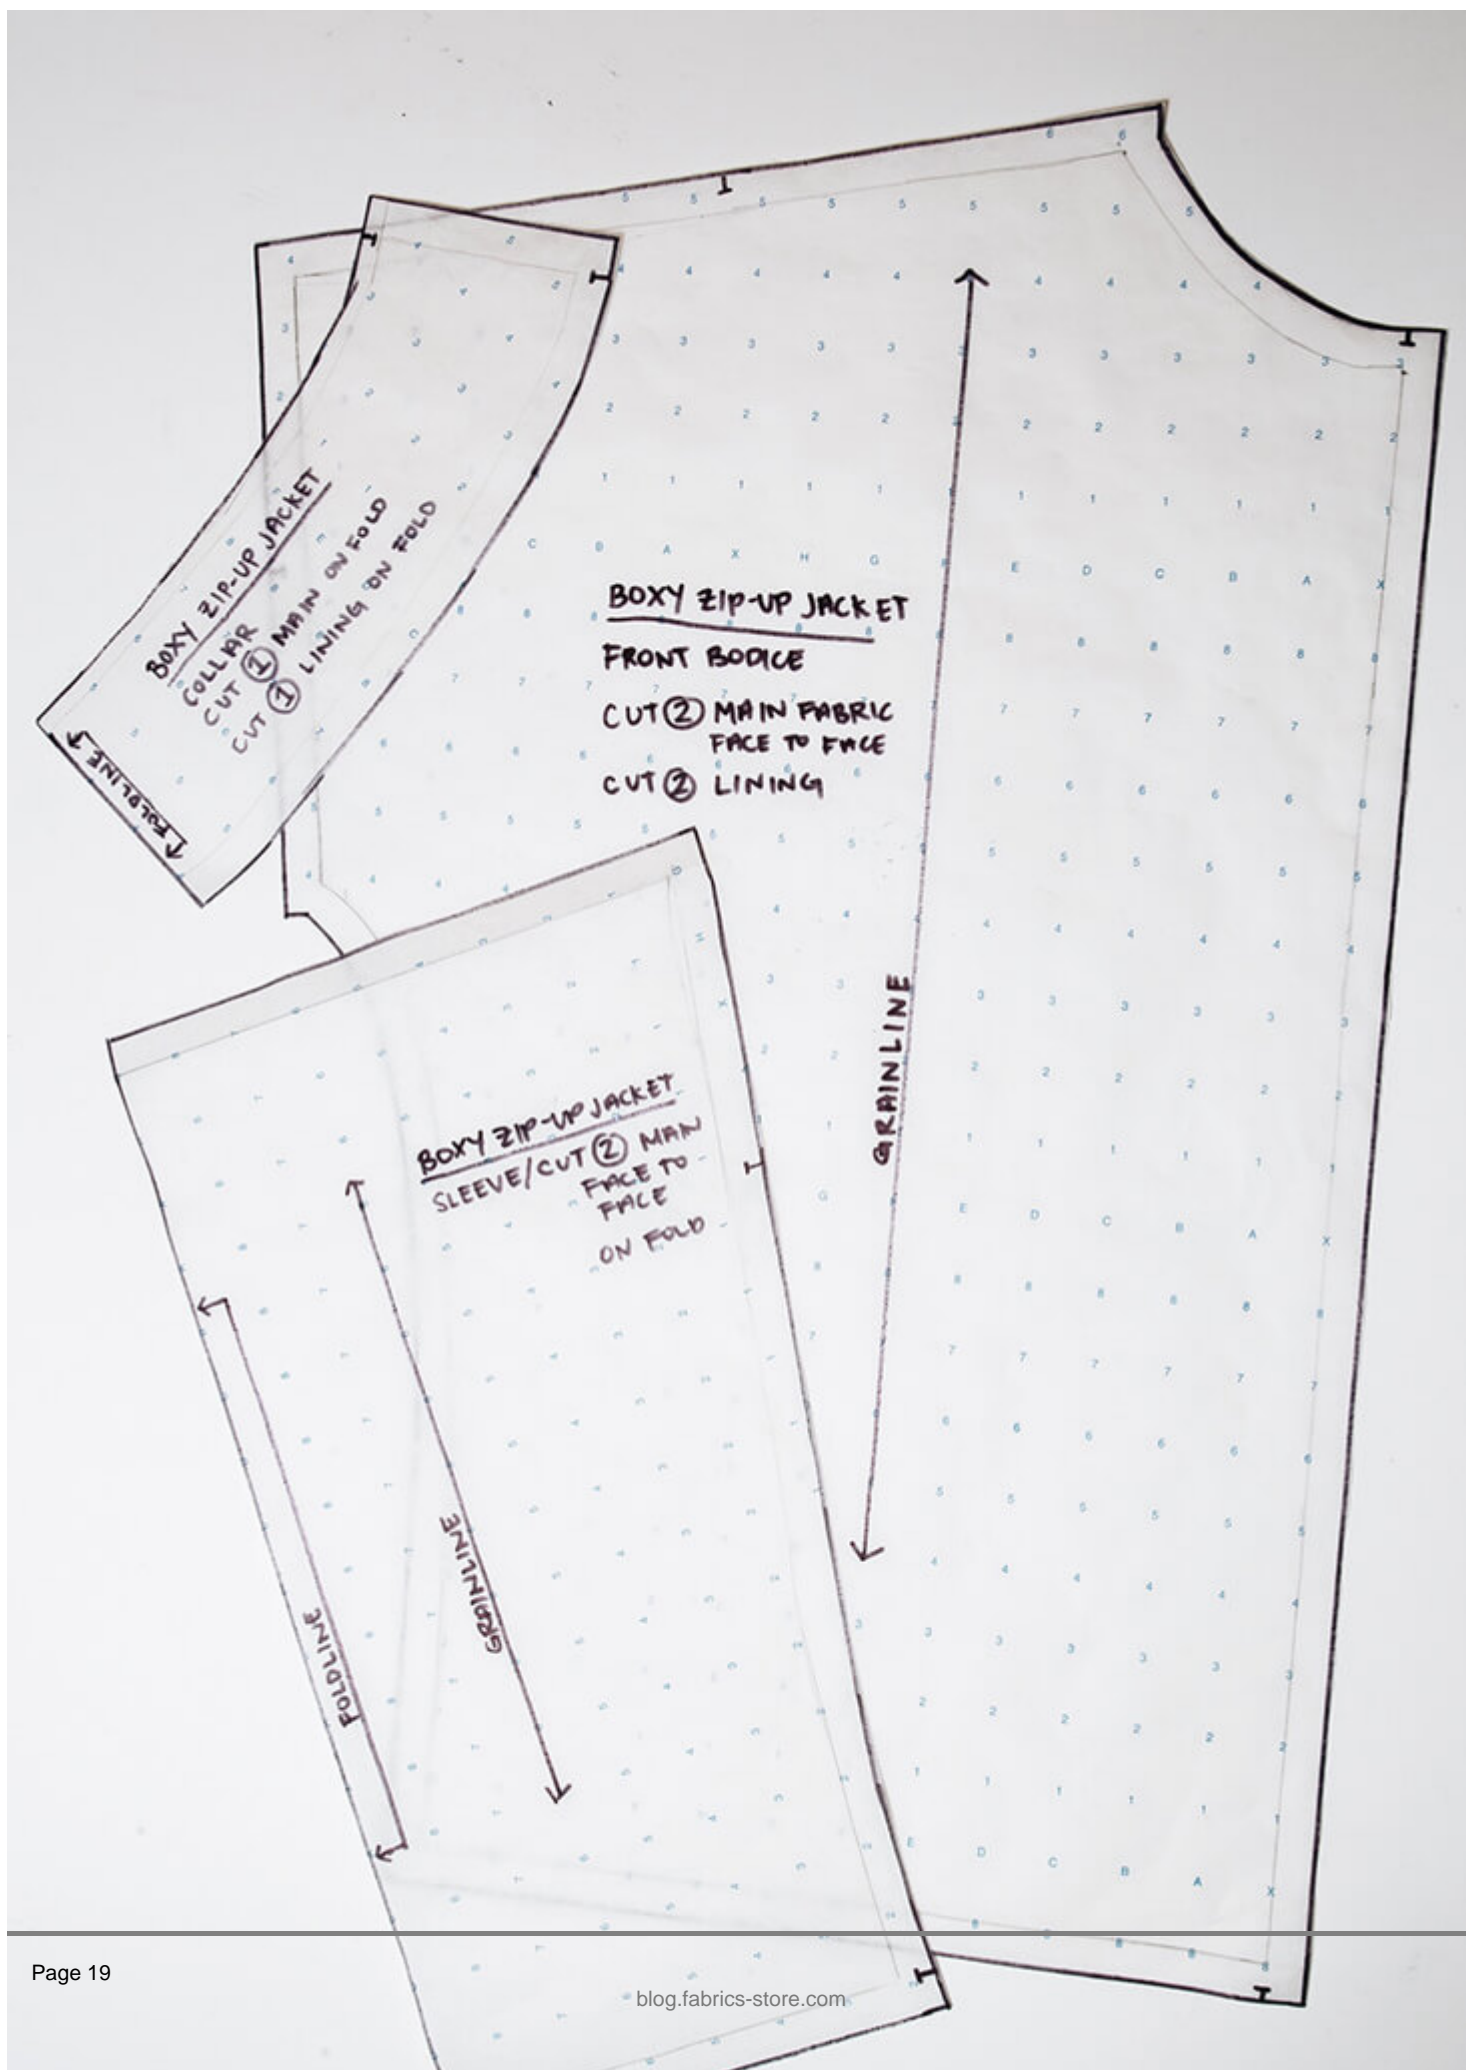 BOXY ZIP-UP JACKET
COLLAR
CUT 1 MAIN ON FOLD
CUT 1 LINING ON FOLD
FOLDLINE
BOXY ZIP-UP JACKET
FRONT BODICE
CUT 2 MAIN FABRIC
FACE TO FACE
CUT 2 LINING
GRAINLINE
BOXY ZIP-UP JACKET
SLEEVE/CUT 2 MAN
FACE TO
FACE
ON FOLD
GRAINLINE
FOLDLINE
Page 19
blog.fabrics-store.com